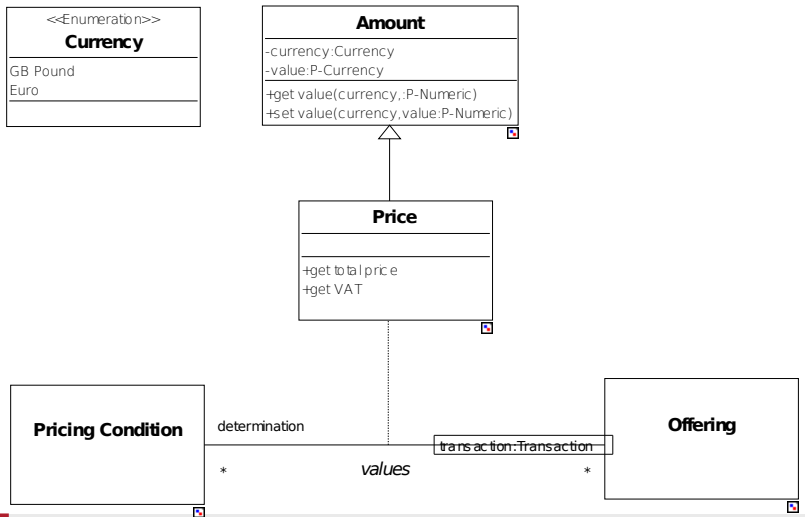 <<Enumeration>>
Currency
GB Pound
Euro
Amount
-currency:Currency
-value:P-Currency
+get value(currency,:P-Numeric)
+set value(currency,value:P-Numeric)
Price
+get total price
+get VAT
Pricing Condition
determination
*
values
transaction:Transaction
*
Offering